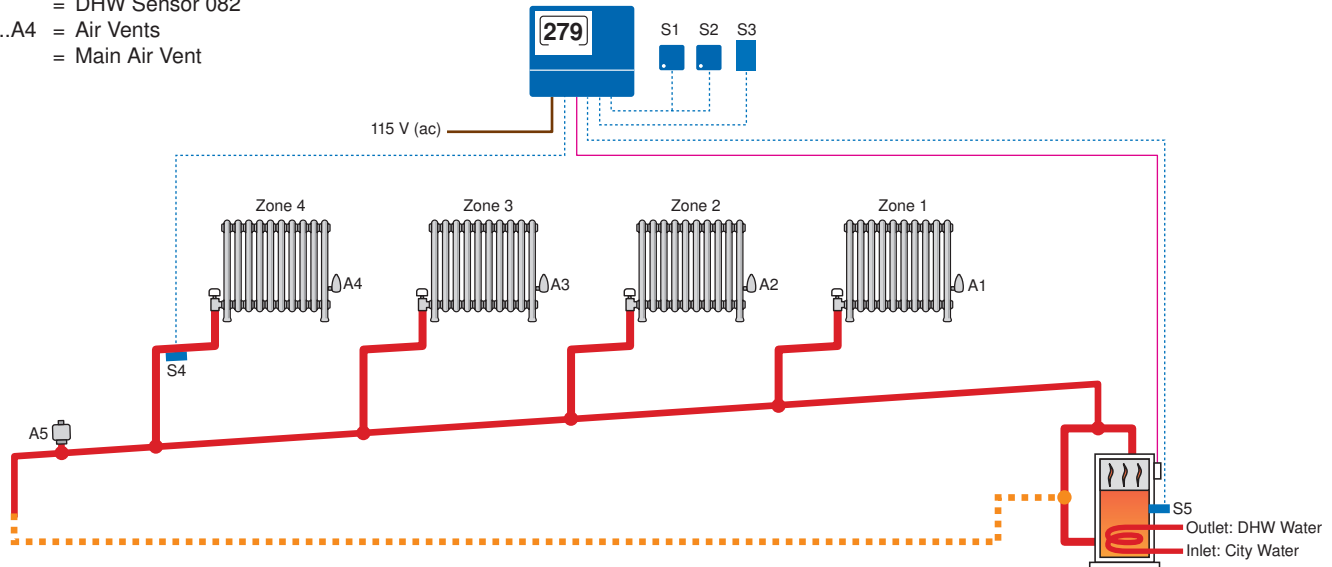 = DHW Sensor 082
..A4 = Air Vents
= Main Air Vent
279
S1 S2 S3
115 V (ac)
Zone 4 Zone 3 Zone 2 Zone 1
A4 A3 A2 A1
S4
A5
S5
Outlet: DHW Water
Inlet: City Water